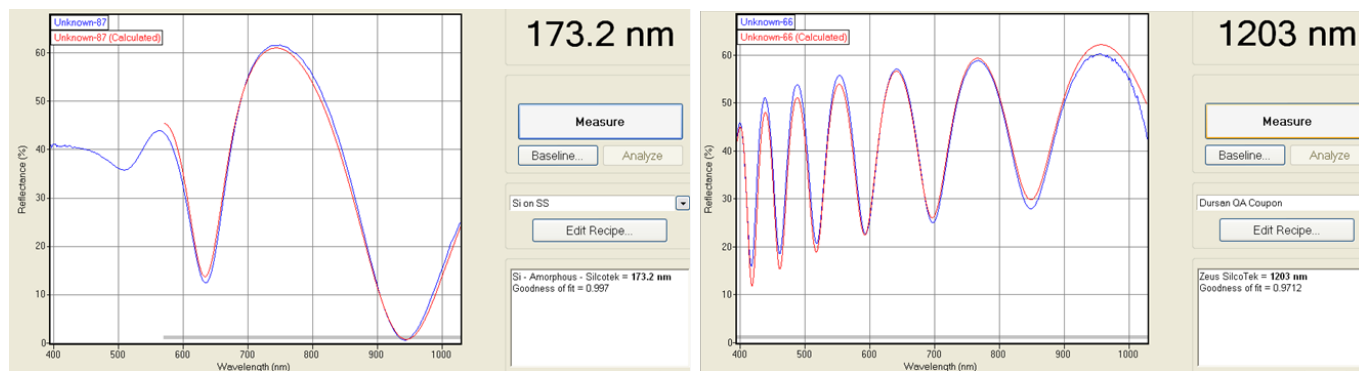 Unknown-87
Unknown-87 (Calculated)
60
50
40
30
20
10
0
400 500 600 700 800 900 1000
Wavelength (nm)
Reflectance (%)
173.2 nm
Measure
Baseline... Analyze
Si on SS
Edit Recipe...
Si - Amorphous - Silcotek = 173.2 nm
Goodness of fit = 0.997
Unknown-66
Unknown-66 (Calculated)
60
50
40
30
20
10
0
400 500 600 700 800 900 1000
Wavelength (nm)
Reflectance (%)
1203 nm
Measure
Baseline... Analyze
Dursan QA Coupon
Edit Recipe...
Zeus SilcoTek = 1203 nm
Goodness of fit = 0.9712